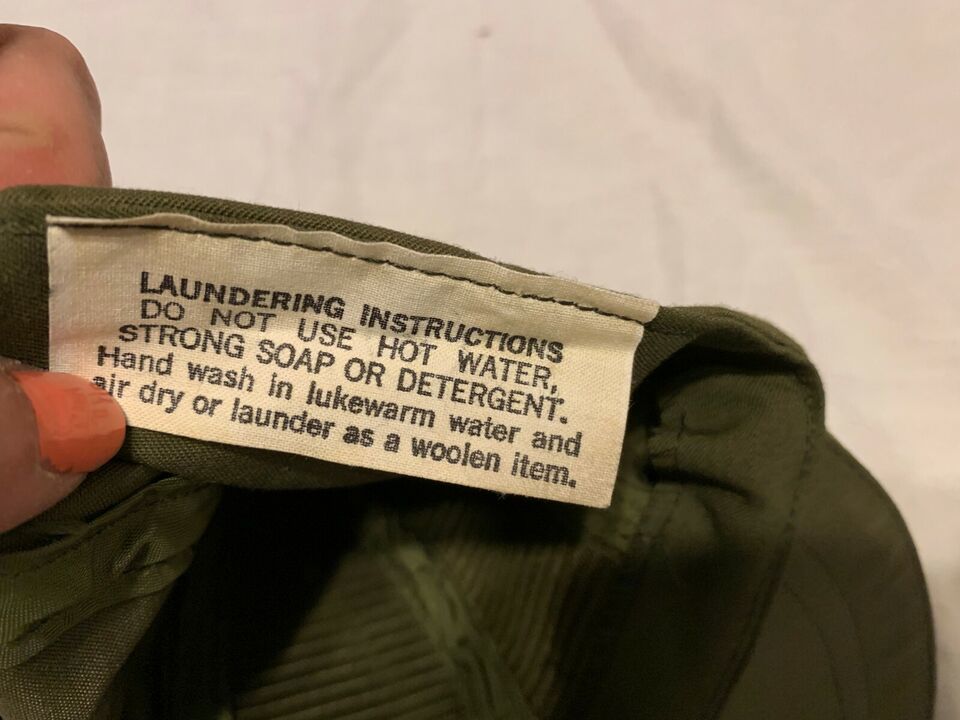 LAUNDERING INSTRUCTIONS
DO NOT USE HOT WATER,
STRONG SOAP OR DETERGENT.
Hand wash in lukewarm water and
air dry or launder as a woolen item.